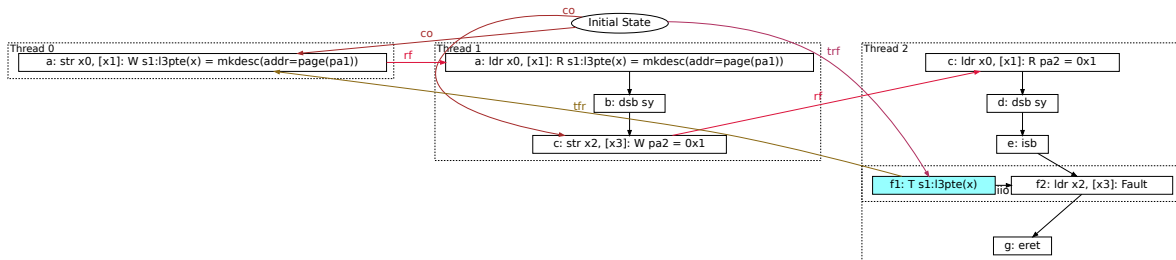 co
Initial State
co
trf
Thread 0
a: str x0, [x1]: W s1:l3pte(x) = mkdesc(addr=page(pa1))
rf
Thread 1
a: ldr x0, [x1]: R s1:l3pte(x) = mkdesc(addr=page(pa1))
b: dsb sy
c: str x2, [x3]: W pa2 = 0x1
tfr
rf
Thread 2
c: ldr x0, [x1]: R pa2 = 0x1
d: dsb sy
e: isb
f1: T s1:l3pte(x)
iio
f2: ldr x2, [x3]: Fault
g: eret